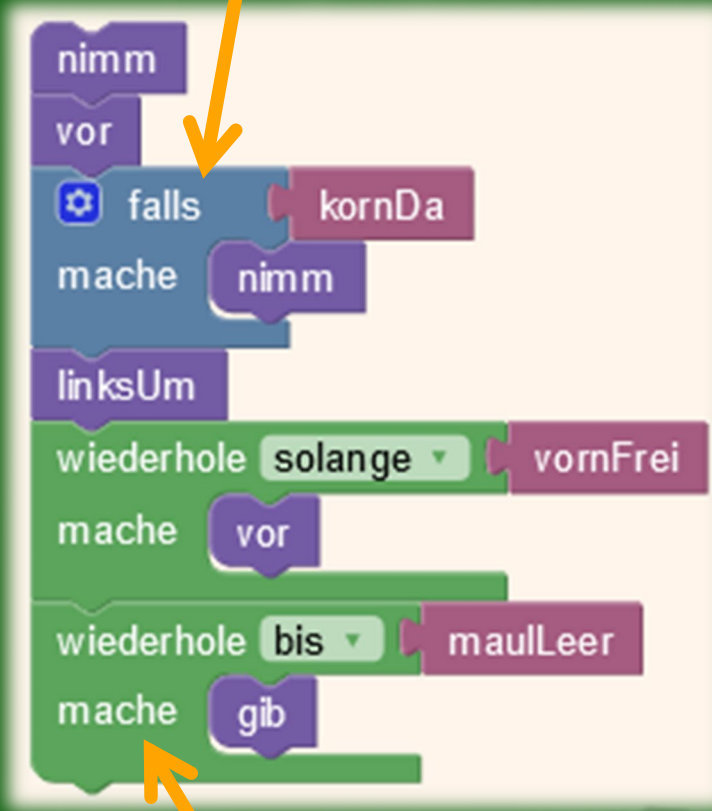 nimm
vor
falls kornDa
mache nimm
linksUm
wiederhole solange vornFrei
mache vor
wiederhole bis maulLeer
mache gib